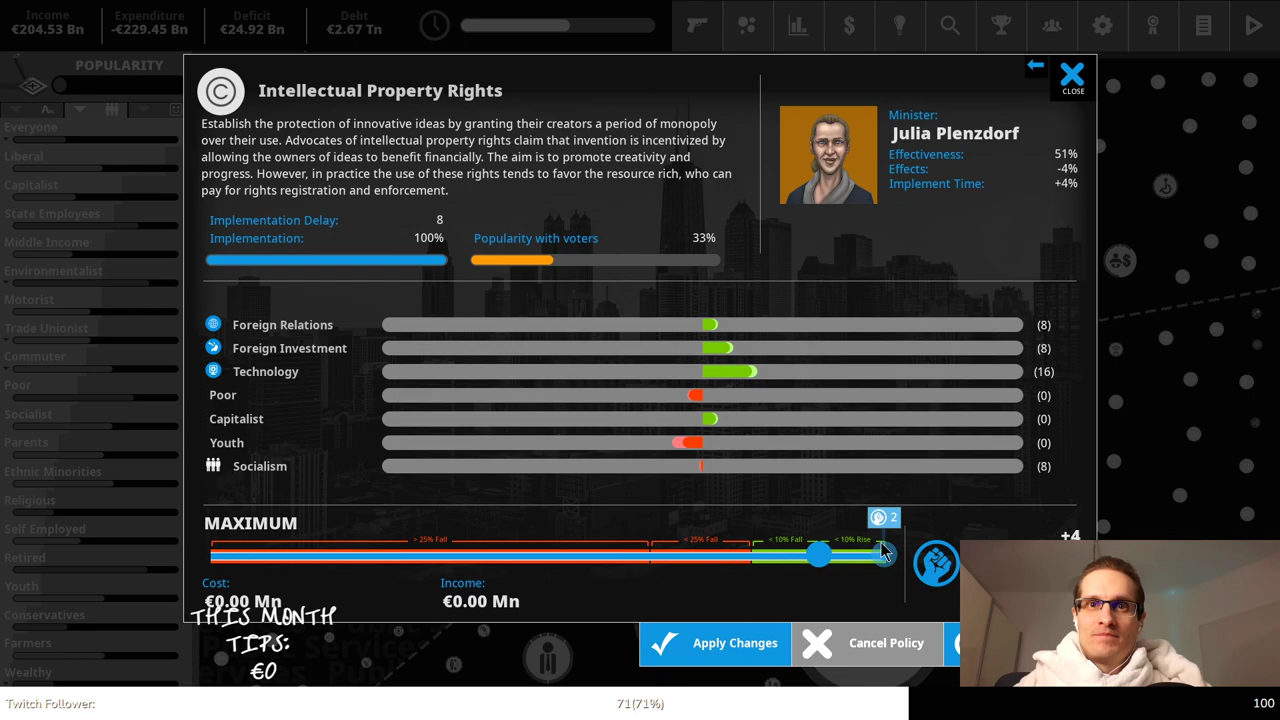 Income
€204.53 Bn
Expenditure
-€229.45 Bn
Deficit
€24.92 Bn
Debt
€2.67 Tn
POPULARITY
Everyone
Liberal
Capitalist
State Employees
Middle Income
Environmentalist
Motorist
Trade Unionist
Commuter
Poor
Socialist
Parents
Ethnic Minorities
Religious
Self Employed
Retired
Youth
Conservatives
Farmers
Wealthy
Intellectual Property Rights
CLOSE
Establish the protection of innovative ideas by granting their creators a period of monopoly
over their use. Advocates of intellectual property rights claim that invention is incentivized by
allowing the owners of ideas to benefit financially. The aim is to promote creativity and
progress. However, in practice the use of these rights tends to favor the resource rich, who can
pay for rights registration and enforcement.
Minister:
Julia Plenzdorf
Effectiveness: 51%
Effects: -4%
Implement Time: +4%
Implementation Delay: 8
Implementation: 100%
Popularity with voters 33%
Foreign Relations (8)
Foreign Investment (8)
Technology (16)
Poor (0)
Capitalist (0)
Youth (0)
Socialism (8)
MAXIMUM
2
> 25% Fall
< 25% Fall
< 10% Fall
< 10% Rise
+4
Cost:
€0.00 Mn
Income:
€0.00 Mn
THIS MONTH
TIPS:
€0
Apply Changes
Cancel Policy
Twitch Follower:
71(71%)
100